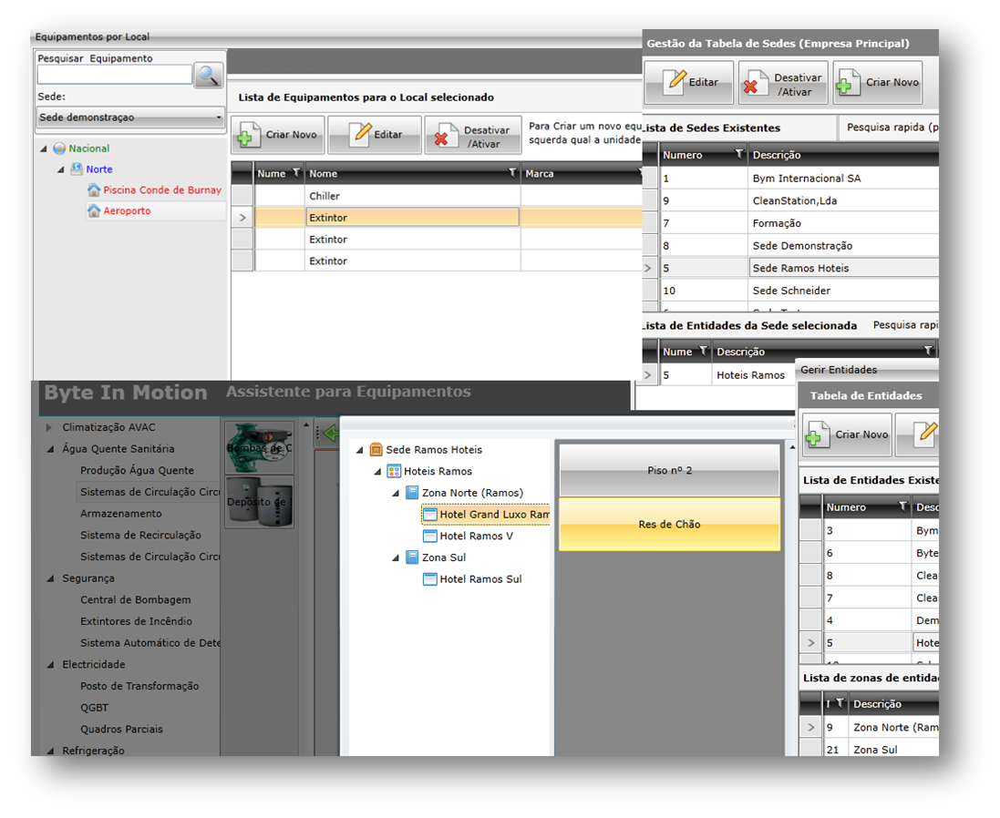 Equipamentos por Local
Pesquisar Equipamento
Sede:
Sede demonstraçao
Nacional
Norte
Piscina Conde de Burnay
Aeroporto
Lista de Equipamentos para o Local selecionado
Criar Novo
Editar
Desativar
/Ativar
Para Criar um novo equ
squerda qual a unidade
Nume Nome Marca
Chiller
Extintor
Extintor
Extintor
Gestão da Tabela de Sedes (Empresa Principal)
Editar
Desativar
/Ativar
Criar Novo
Lista de Sedes Existentes Pesquisa rapida (p
Numero Descrição
1 Bym Internacional SA
9 CleanStation,Lda
7 Formação
8 Sede Demonstração
5 Sede Ramos Hoteis
10 Sede Schneider
Lista de Entidades da Sede selecionada Pesquisa rapi
Nume Descrição
5 Hoteis Ramos
Byte In Motion Assistente para Equipamentos
Climatização AVAC
Água Quente Sanitária
Produção Água Quente
Sistemas de Circulação Circu
Armazenamento
Sistema de Recirculação
Sistemas de Circulação Circu
Segurança
Central de Bombagem
Extintores de Incêndio
Sistema Automático de Dete
Electricidade
Posto de Transformação
QGBT
Quadros Parciais
Refrigeração
Bombas de C
Deposito de
Sede Ramos Hoteis
Hoteis Ramos
Zona Norte (Ramos)
Hotel Grand Luxo Ram
Hotel Ramos V
Zona Sul
Hotel Ramos Sul
Piso nº 2
Res de Chão
Gerir Entidades
Tabela de Entidades
Criar Novo
Lista de Entidades Existe
Numero Desc
3 Bym
6 Byte
8 Clea
7 Clea
4 Dem
5 Hote
Lista de zonas de entida
Descrição
9 Zona Norte (Ram
21 Zona Sul